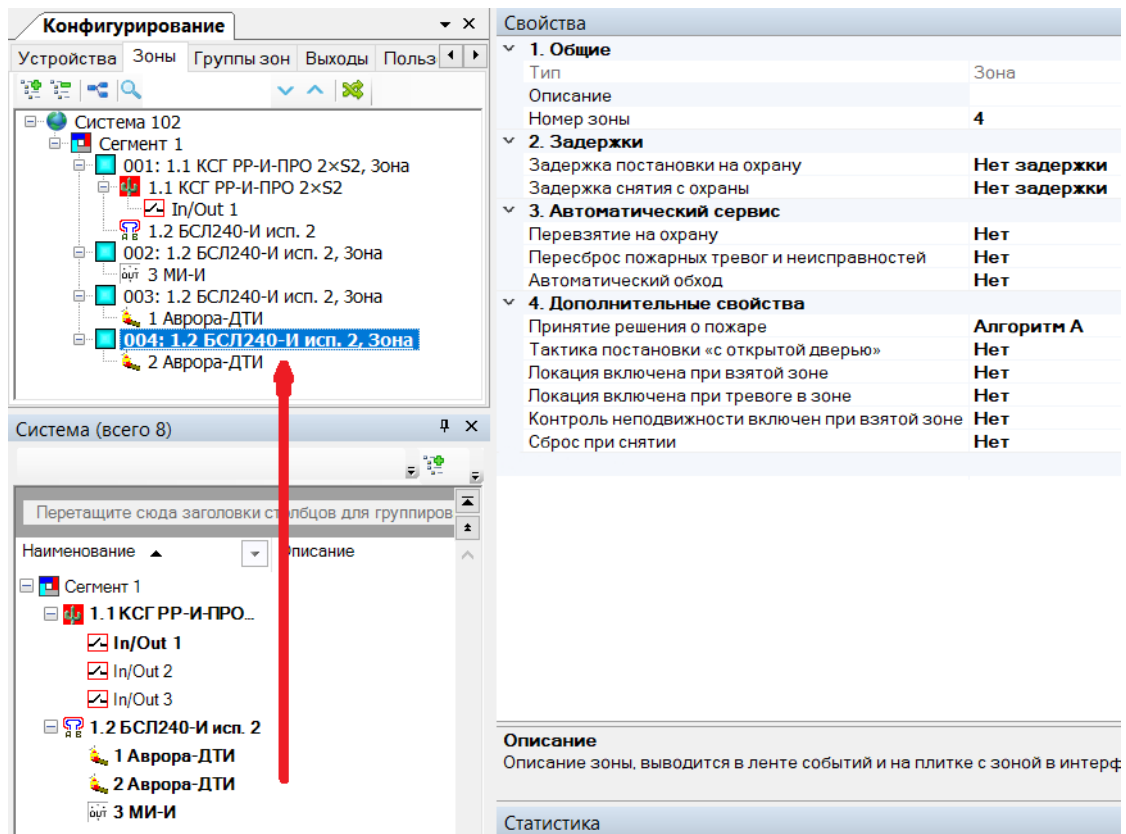 Конфигурирование
Устройства Зоны Группы зон Выходы Польз
Система 102
Сегмент 1
001: 1.1 КСГ РР-И-ПРО 2×S2, Зона
1.1 КСГ РР-И-ПРО 2×S2
In/Out 1
1.2 БСЛ240-И исп. 2
002: 1.2 БСЛ240-И исп. 2, Зона
out 3 МИ-И
003: 1.2 БСЛ240-И исп. 2, Зона
1 Аврора-ДТИ
004: 1.2 БСЛ240-И исп. 2, Зона
2 Аврора-ДТИ
Система (всего 8)
Перетащите сюда заголовки столбцов для группиров
Наименование писание
Сегмент 1
1.1 КСГ РР-И-ПРО...
In/Out 1
In/Out 2
In/Out 3
1.2 БСЛ240-И исп. 2
1 Аврора-ДТИ
2 Аврора-ДТИ
out 3 МИ-И
Свойства
1. Общие
Тип Зона
Описание
Номер зоны 4
2. Задержки
Задержка постановки на охрану Нет задержки
Задержка снятия с охраны Нет задержки
3. Автоматический сервис
Перевзятие на охрану Нет
Пересброс пожарных тревог и неисправностей Нет
Автоматический обход Нет
4. Дополнительные свойства
Принятие решения о пожаре Алгоритм А
Тактика постановки «с открытой дверью» Нет
Локация включена при взятой зоне Нет
Локация включена при тревоге в зоне Нет
Контроль неподвижности включен при взятой зоне Нет
Сброс при снятии Нет
Описание
Описание зоны, выводится в ленте событий и на плитке с зоной в интерф
Статистика